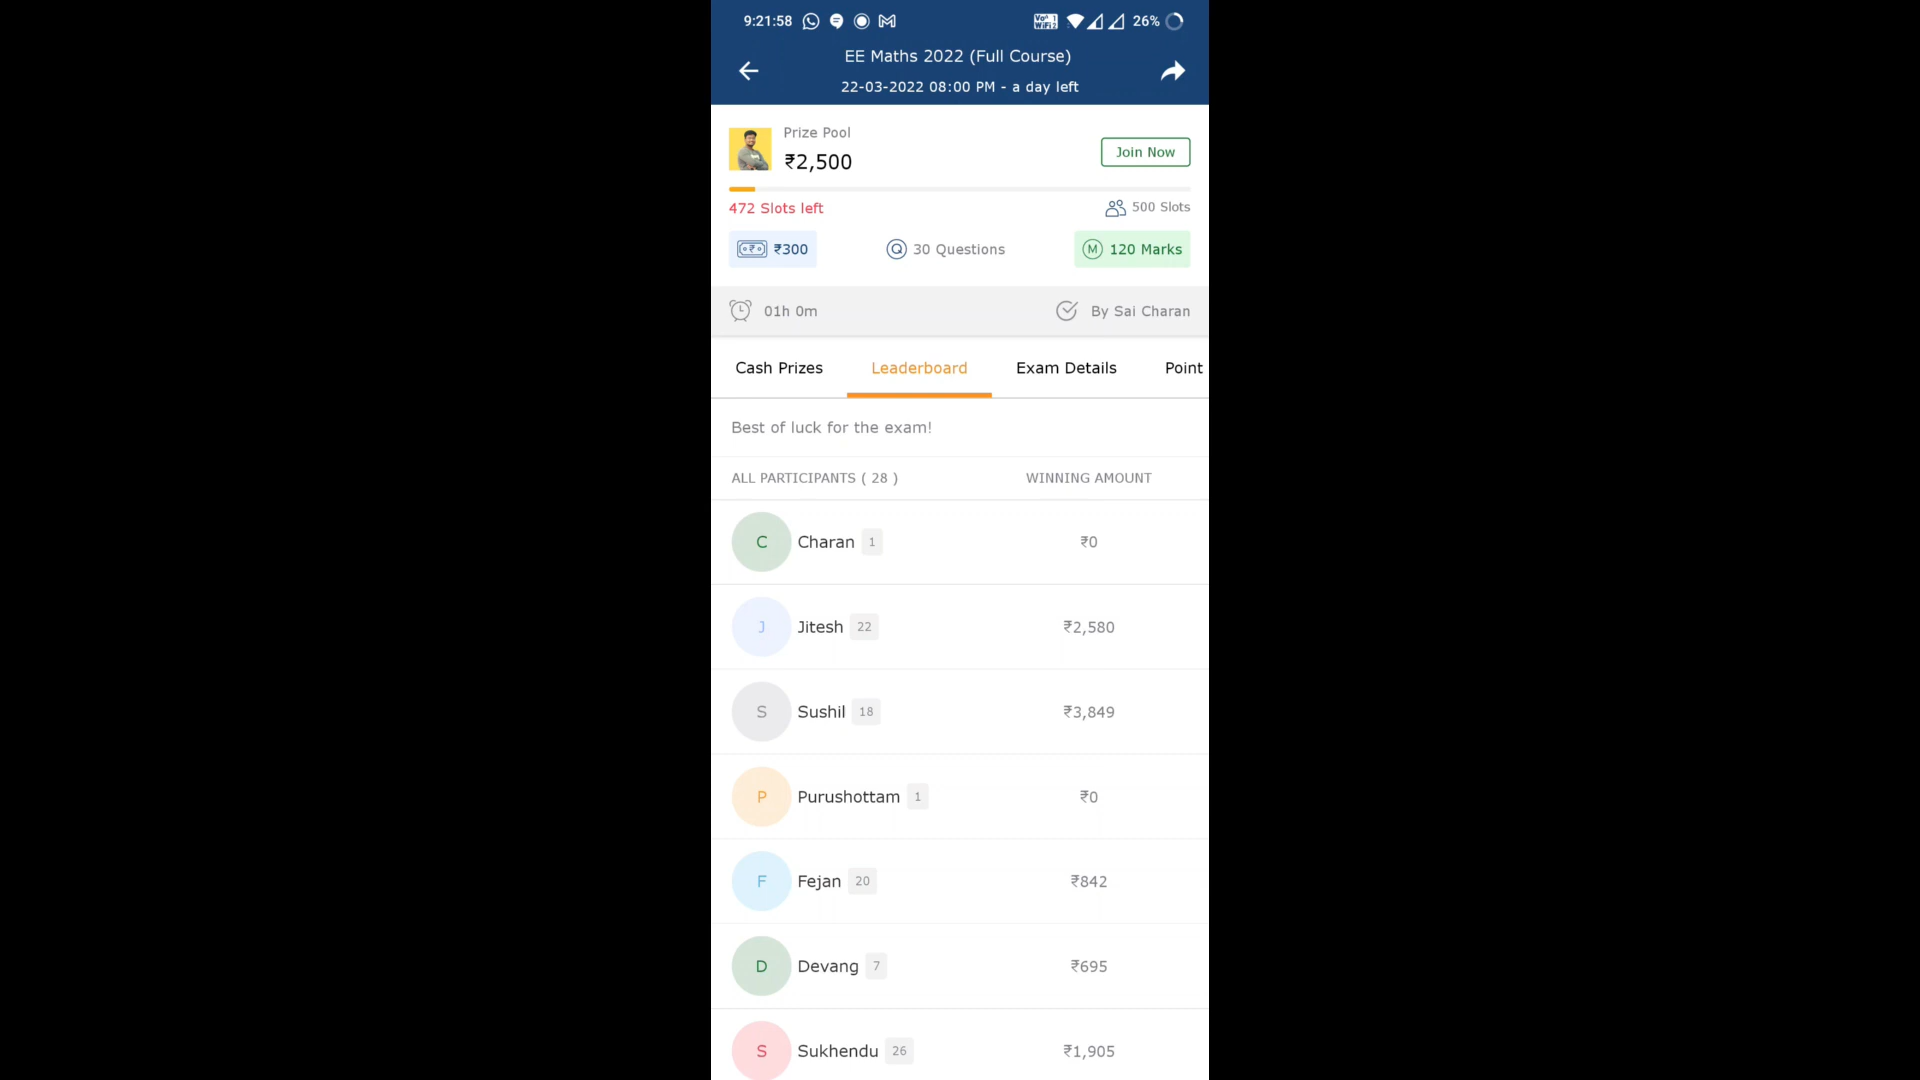 9:21:58
26%
EE Maths 2022 (Full Course)
22-03-2022 08:00 PM - a day left
Prize Pool
₹2,500
Join Now
472 Slots left
500 Slots
₹300
Q 30 Questions
M 120 Marks
01h 0m
By Sai Charan
Cash Prizes
Leaderboard
Exam Details
Point
Best of luck for the exam!
ALL PARTICIPANTS ( 28 )
WINNING AMOUNT
C Charan 1 ₹0
J Jitesh 22 ₹2,580
S Sushil 18 ₹3,849
P Purushottam 1 ₹0
F Fejan 20 ₹842
D Devang 7 ₹695
S Sukhendu 26 ₹1,905